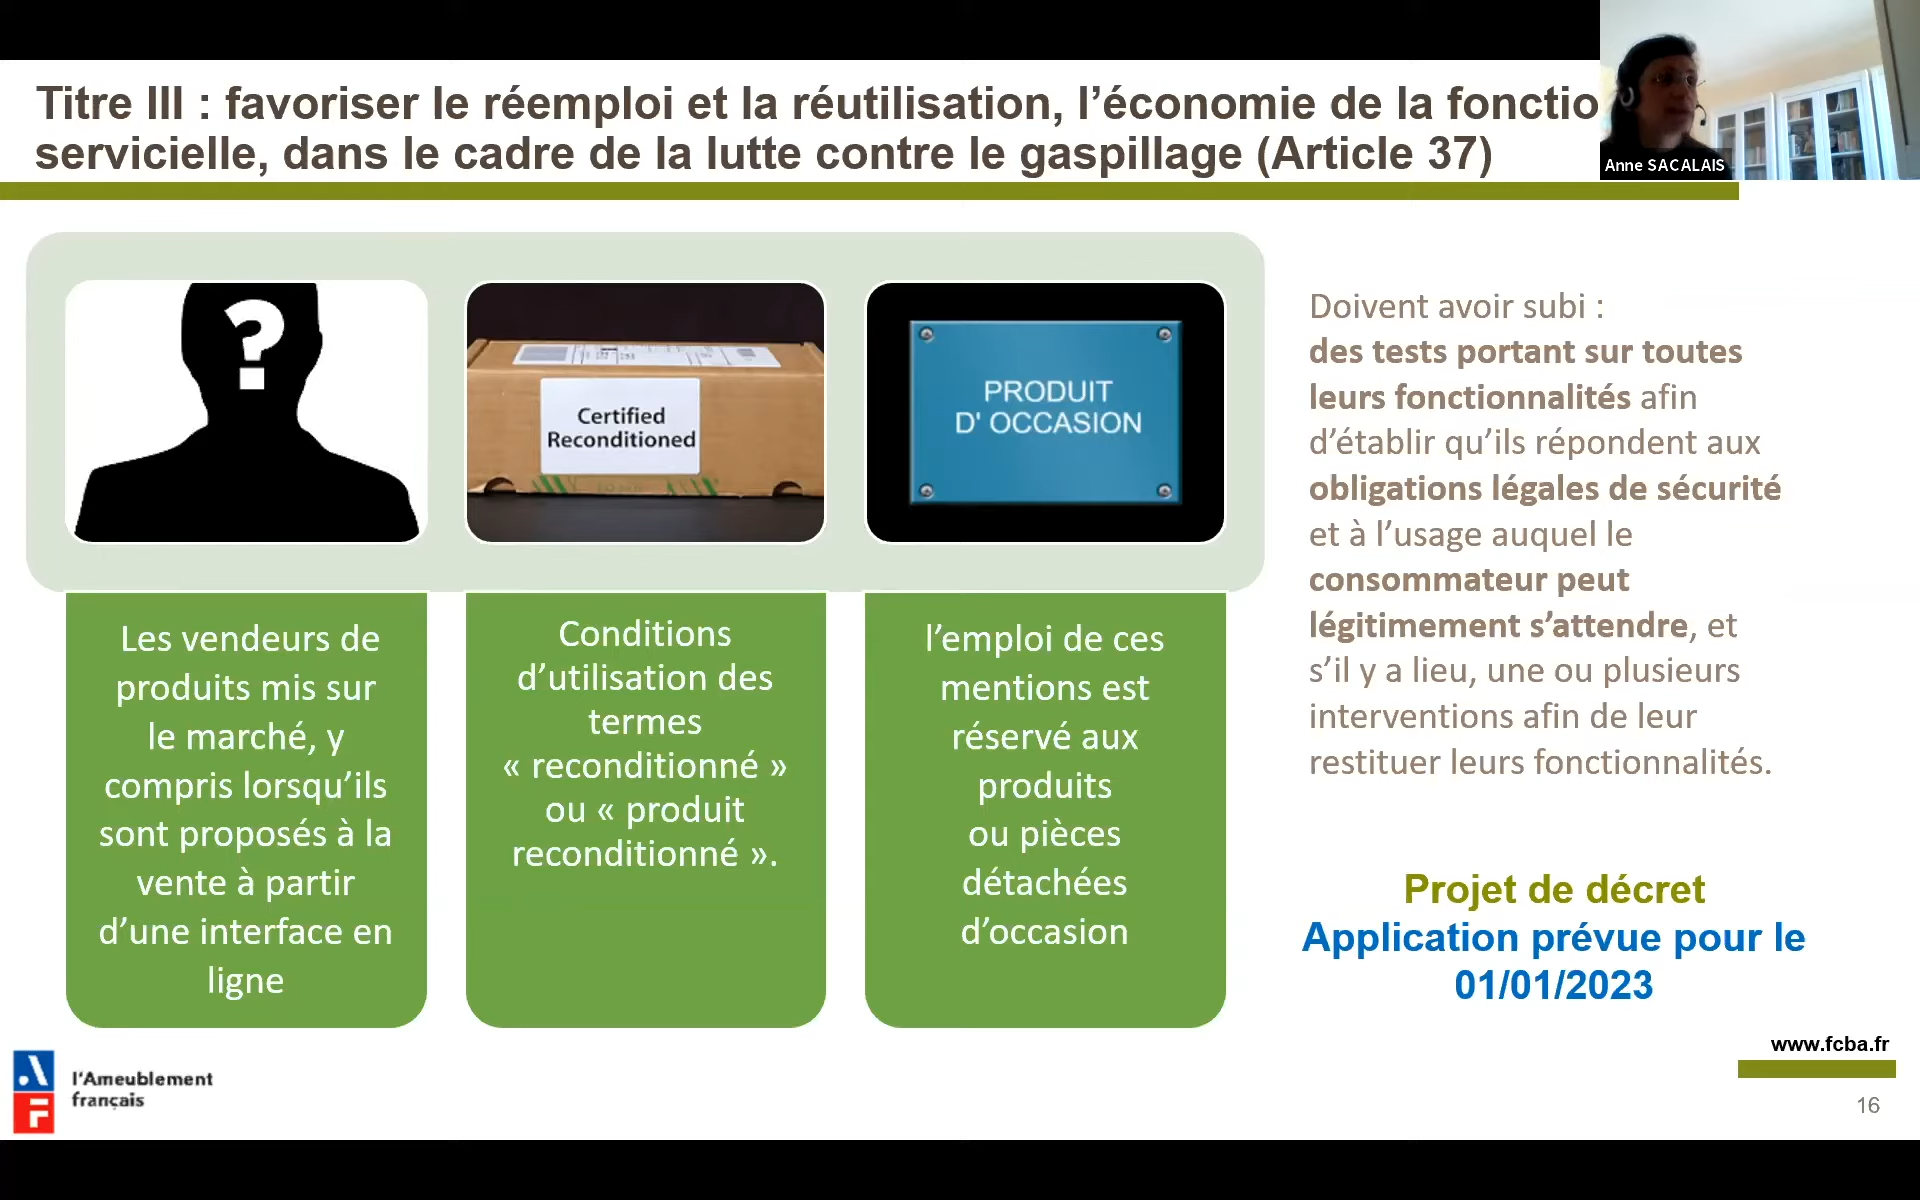 Titre III : favoriser le réemploi et la réutilisation, l’économie de la fonctio
servicielle, dans le cadre de la lutte contre le gaspillage (Article 37)
Anne SACALAIS
?
Certified
Reconditioned
PRODUIT
D' OCCASION
Les vendeurs de
produits mis sur
le marché, y
compris lorsqu’ils
sont proposés à la
vente à partir
d’une interface en
ligne
Conditions
d’utilisation des
termes
« reconditionné »
ou « produit
reconditionné ».
l’emploi de ces
mentions est
réservé aux
produits
ou pièces
détachées
d’occasion
Doivent avoir subi :
des tests portant sur toutes
leurs fonctionnalités afin
d’établir qu’ils répondent aux
obligations légales de sécurité
et à l’usage auquel le
consommateur peut
légitimement s’attendre, et
s’il y a lieu, une ou plusieurs
interventions afin de leur
restituer leurs fonctionnalités.
Projet de décret
Application prévue pour le
01/01/2023
www.fcba.fr
AF
l'Ameublement
français
16